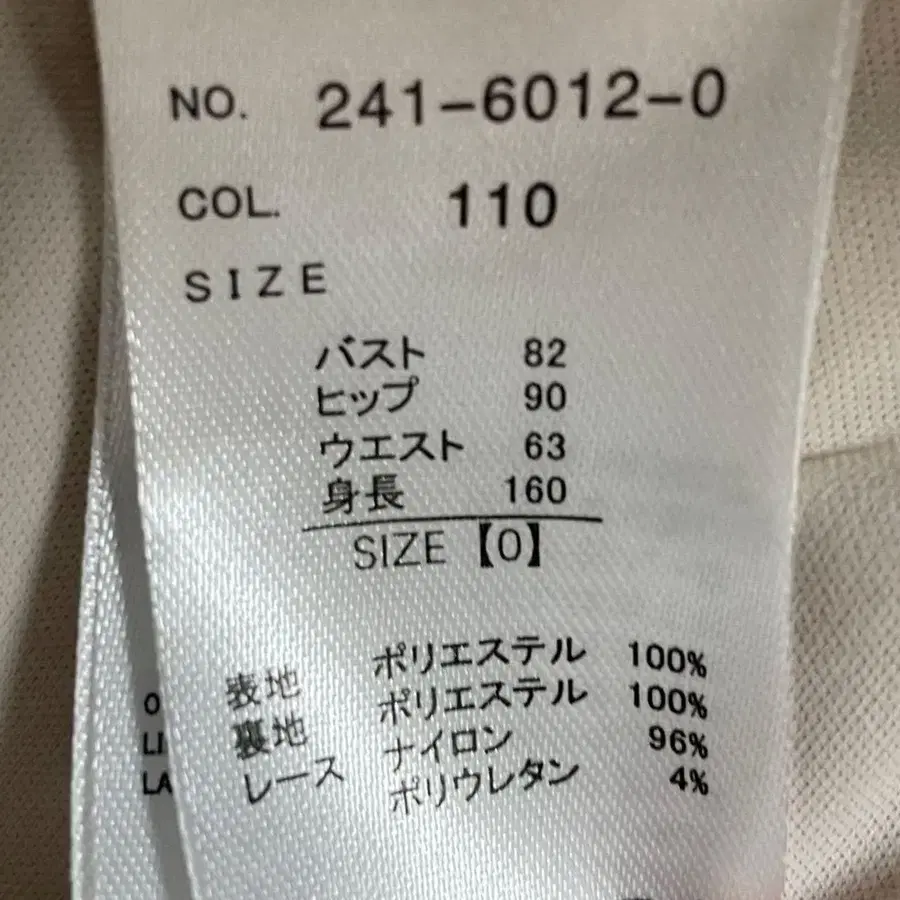 NO. 241-6012-0
COL. 110
SIZE
バスト 82
ヒップ 90
ウエスト 63
身長 160
SIZE【0】
表地 ポリエステル 100%
裏地 ポリエステル 100%
レース ナイロン 96%
ポリウレタン 4%
O
LI
LA